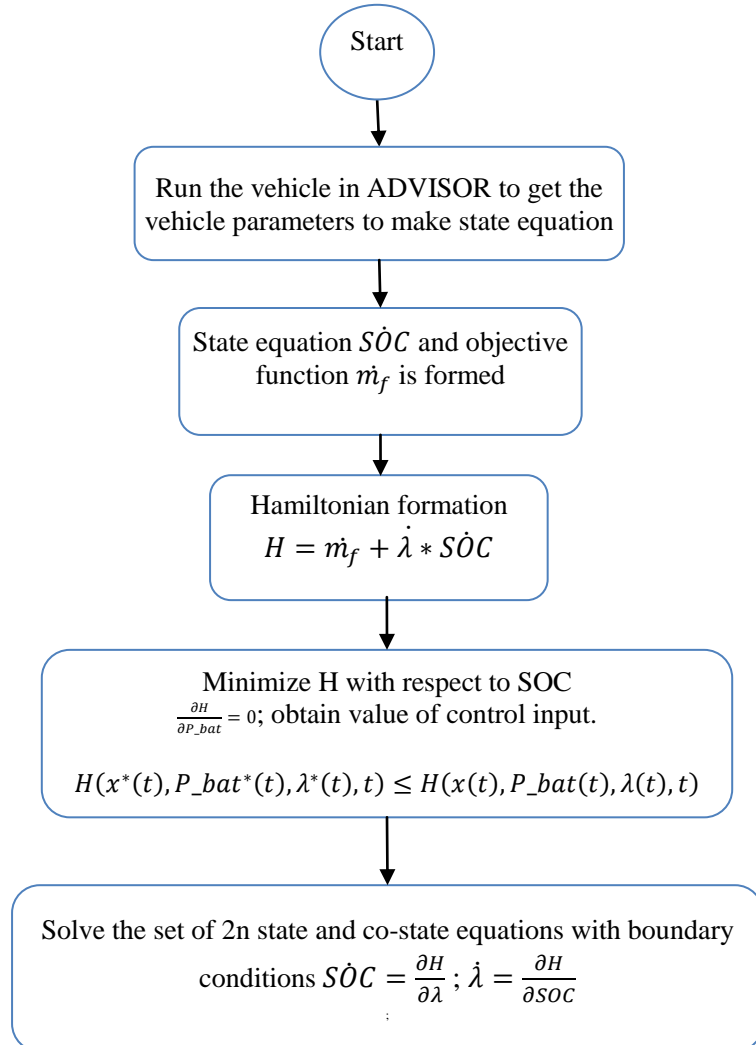 Start
Run the vehicle in ADVISOR to get the
vehicle parameters to make state equation
State equation SȮC and objective
function ṁ_f is formed
Hamiltonian formation
H = ṁ_f + λ̇ * SȮC
Minimize H with respect to SOC
∂H/∂P_bat = 0; obtain value of control input.
H(x*(t), P_bat*(t), λ*(t), t) ≤ H(x(t), P_bat(t), λ(t), t)
Solve the set of 2n state and co-state equations with boundary
conditions SȮC = ∂H/∂λ ; λ̇ = ∂H/∂SOC
;